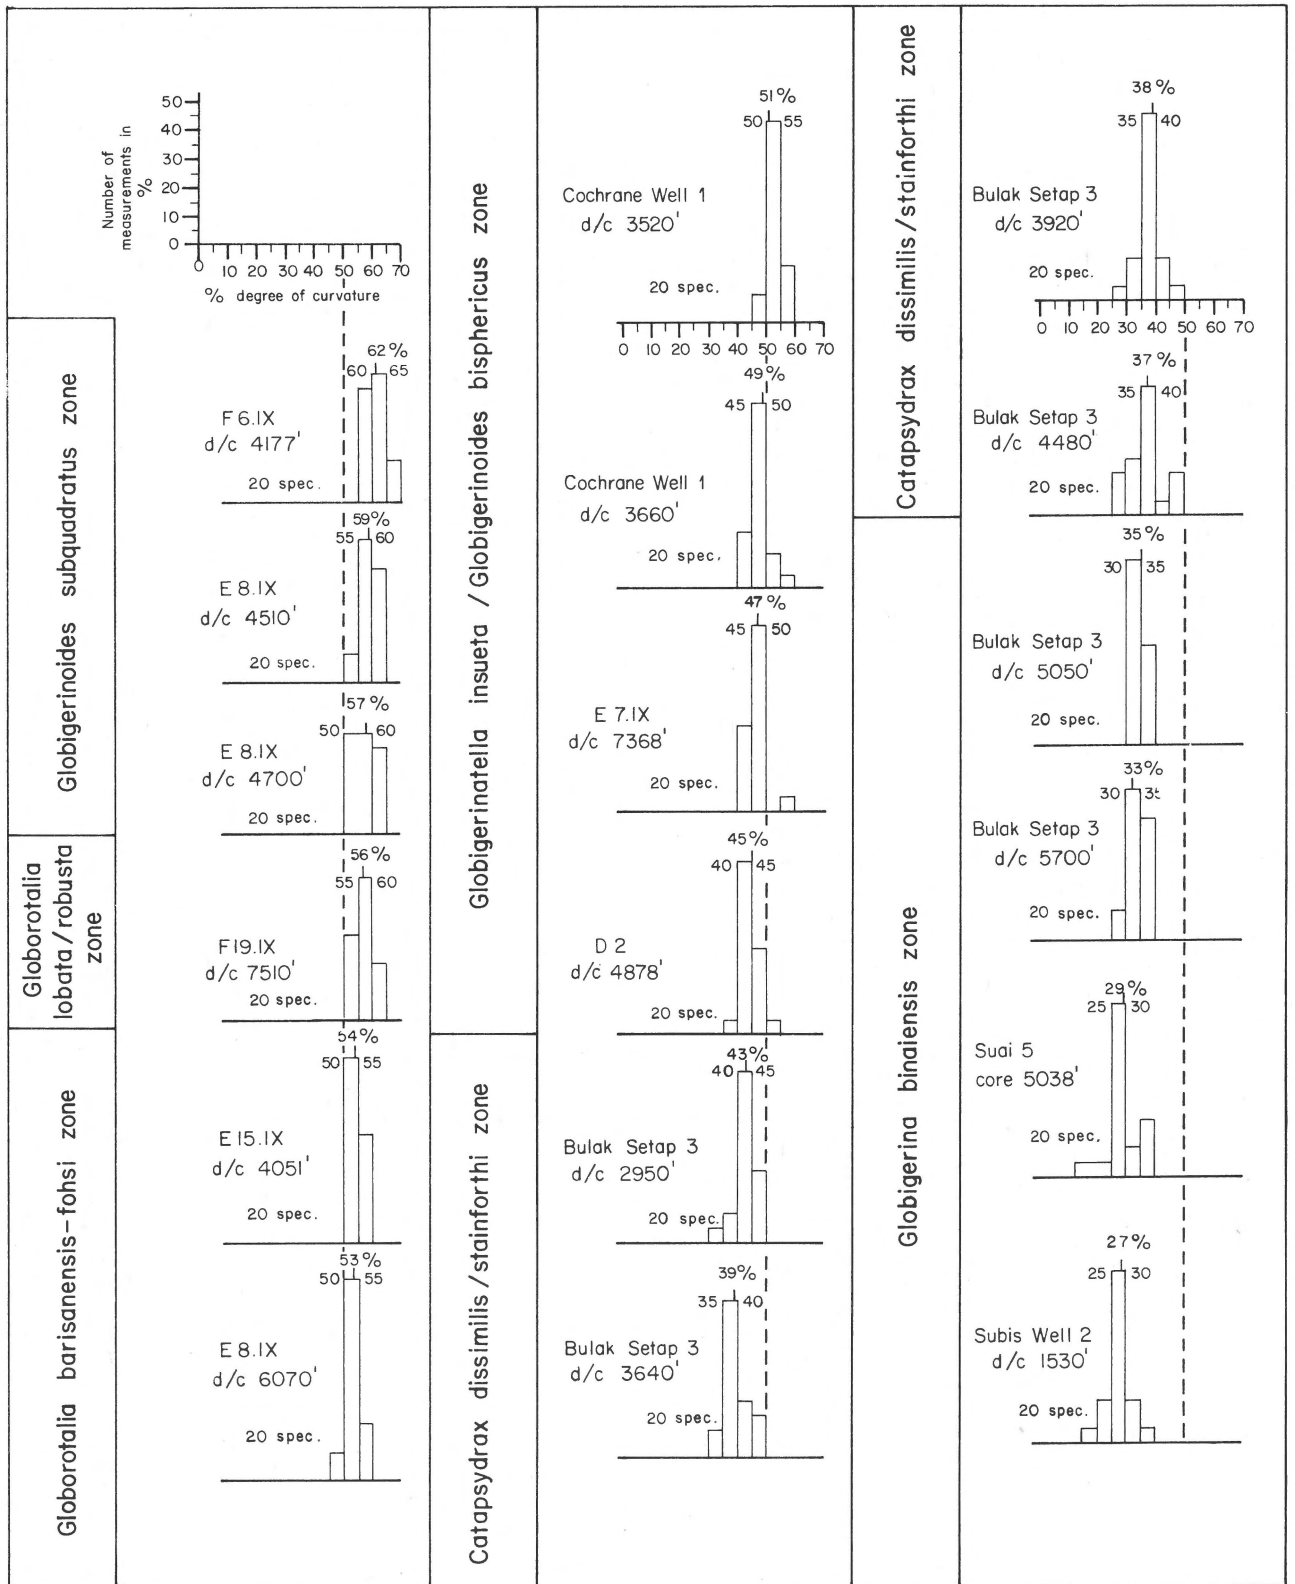 50
40
30
20
10
0
Number of
measurements in
%
0 10 20 30 40 50 60 70
% degree of curvature
Globigerinoides subquadratus zone
62%
60 65
F6.IX
d/c 4177'
20 spec.
59%
55 60
E8.IX
d/c 4510'
20 spec.
57%
50 60
E8.IX
d/c 4700'
20 spec.
Globorotalia
lobata/robusta
zone
56%
55 60
F19.IX
d/c 7510'
20 spec.
Globorotalia barisanensis-fohsi zone
54%
50 55
E15.IX
d/c 4051'
20 spec.
53%
50 55
E8.IX
d/c 6070'
20 spec.
Globigerinatella insueta / Globigerinoides bisphericus zone
51%
50 55
Cochrane Well 1
d/c 3520'
20 spec.
0 10 20 30 40 50 60 70
49%
45 50
Cochrane Well 1
d/c 3660'
20 spec.
47%
45 50
E 7.IX
d/c 7368'
20 spec.
45%
40 45
D 2
d/c 4878'
20 spec.
Catapsydrax dissimilis/stainforthi zone
43%
40 45
Bulak Setap 3
d/c 2950'
20 spec.
39%
35 40
Bulak Setap 3
d/c 3640'
20 spec.
Catapsydrax dissimilis/stainforthi zone
38%
35 40
Bulak Setap 3
d/c 3920'
20 spec.
0 10 20 30 40 50 60 70
37%
35 40
Bulak Setap 3
d/c 4480'
20 spec.
Globigerina binaiensis zone
35%
30 35
Bulak Setap 3
d/c 5050'
20 spec.
33%
30 35
Bulak Setap 3
d/c 5700'
20 spec.
29%
25 30
Suai 5
core 5038'
20 spec.
27%
25 30
Subis Well 2
d/c 1530'
20 spec.